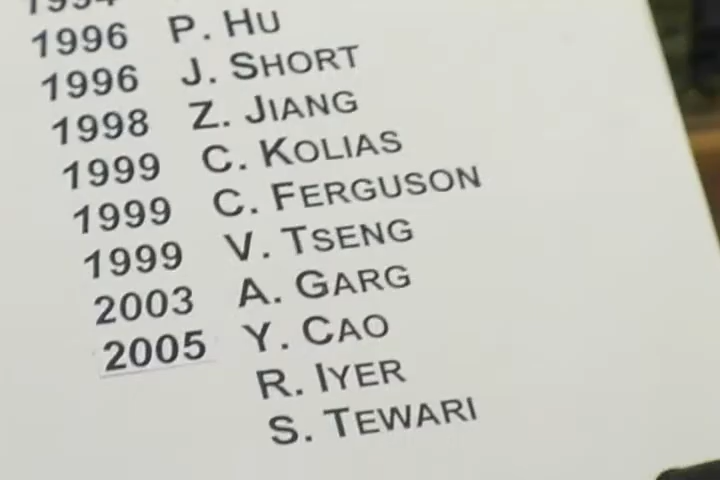 1996 P. HU
1996 J. SHORT
1998 Z. JIANG
1999 C. KOLIAS
1999 C. FERGUSON
1999 V. TSENG
2003 A. GARG
2005 Y. CAO
R. IYER
S. TEWARI